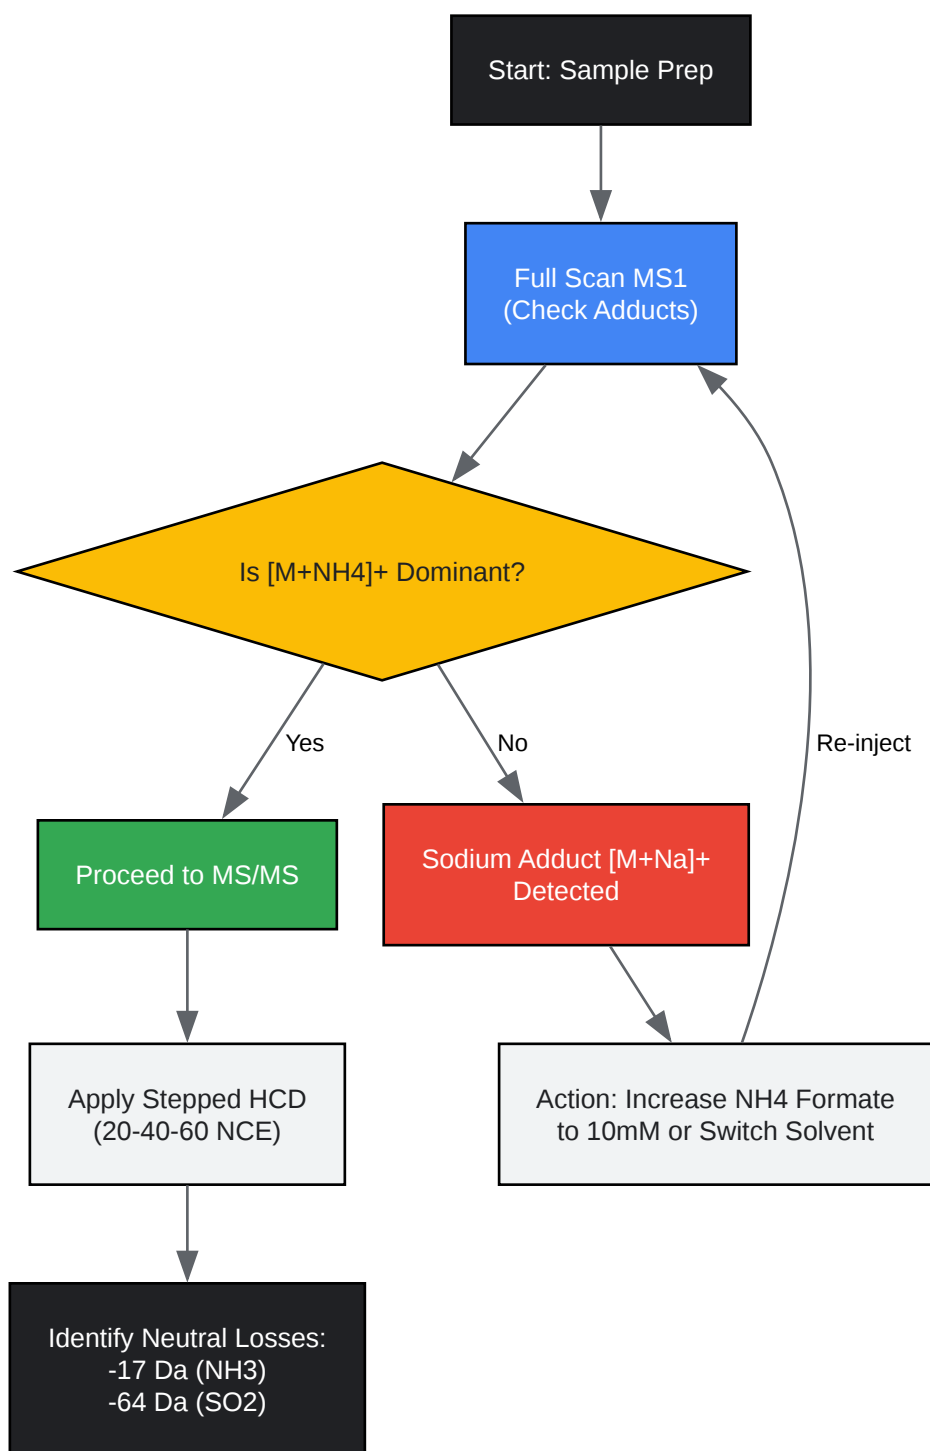 Start: Sample Prep
Full Scan MS1
(Check Adducts)
Is [M+NH4]+ Dominant?
Yes
No
Re-inject
Proceed to MS/MS
Sodium Adduct [M+Na]+
Detected
Apply Stepped HCD
(20-40-60 NCE)
Action: Increase NH4 Formate
to 10mM or Switch Solvent
Identify Neutral Losses:
-17 Da (NH3)
-64 Da (SO2)